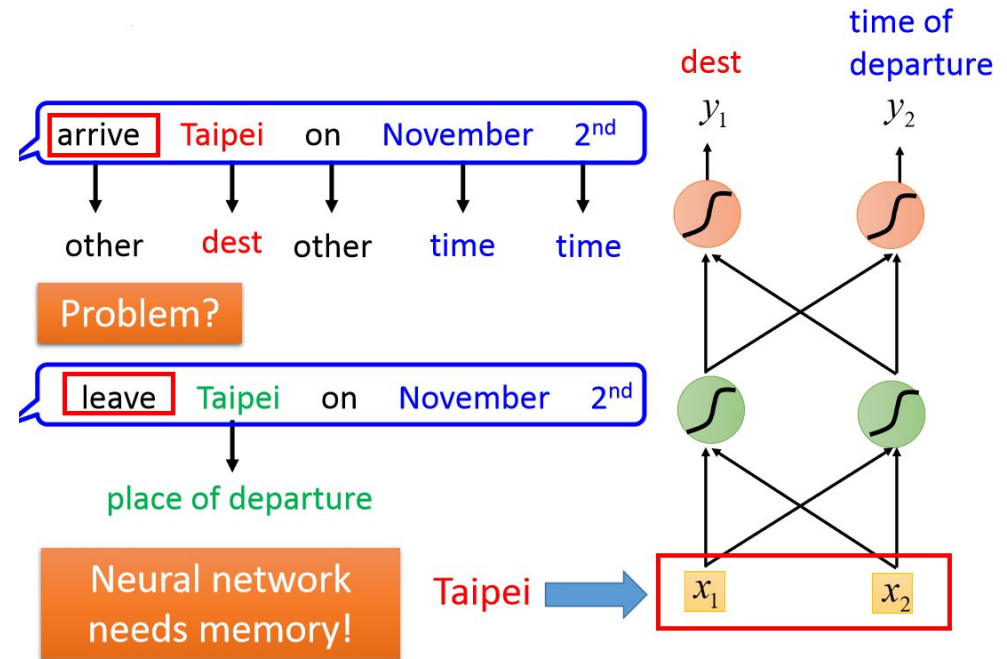 arrive Taipei on November 2nd
other dest other time time
Problem?
leave Taipei on November 2nd
place of departure
Neural network
needs memory!
Taipei
dest
time of
departure
y1
y2
x1
x2